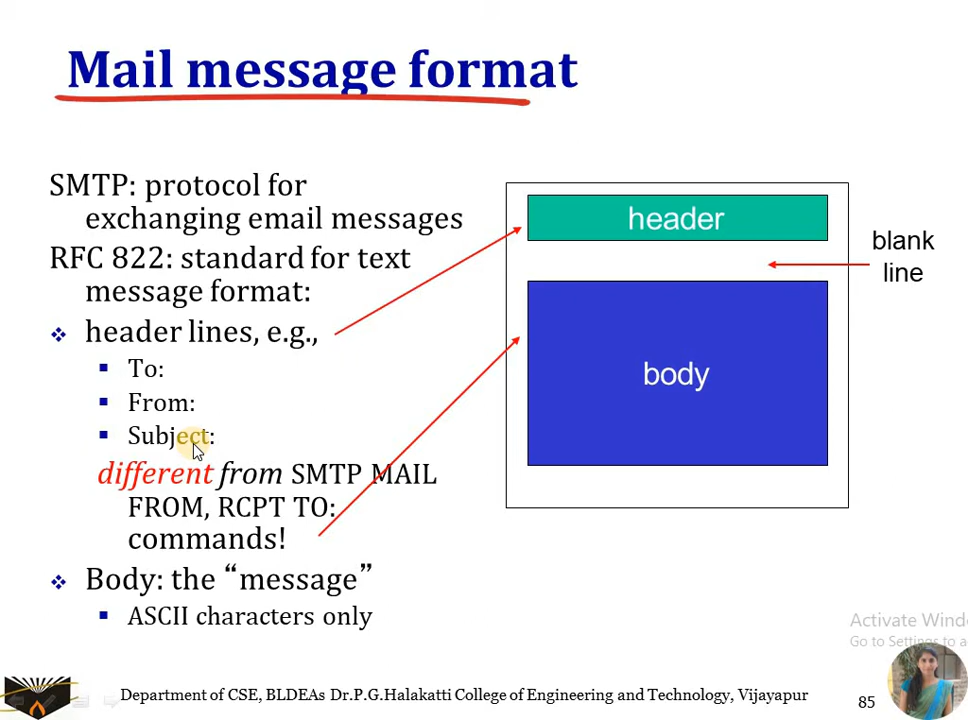 Mail message format
SMTP: protocol for
exchanging email messages
RFC 822: standard for text
message format:
header lines, e.g.,
To:
From:
Subject:
different from SMTP MAIL
FROM, RCPT TO:
commands!
Body: the “message”
ASCII characters only
header
blank
line
body
Activate Wind
Go to Settings to a
Department of CSE, BLDEAs Dr.P.G.Halakatti College of Engineering and Technology, Vijayapur
85